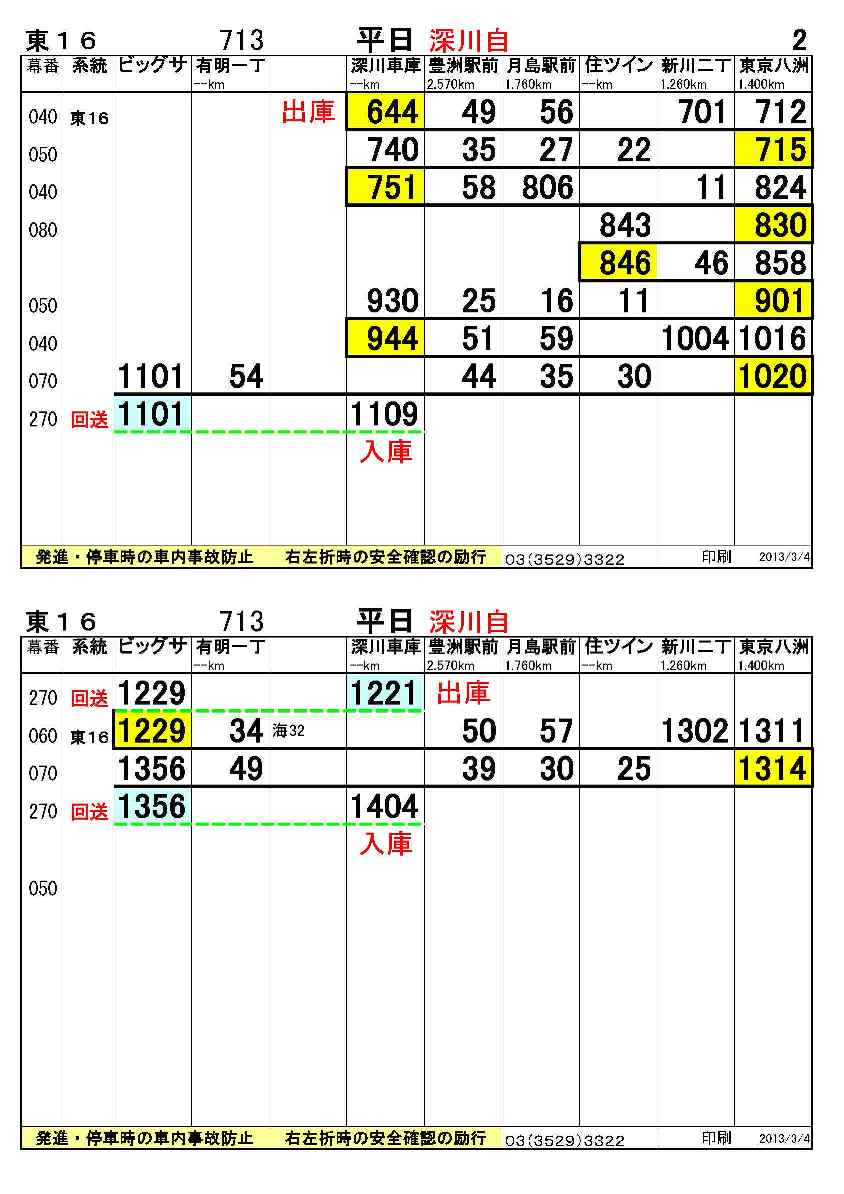 東１６ 713 平日 深川自 2
幕番 系統 ビッグサ 有明一丁 深川車庫 豊洲駅前 月島駅前 住ツイン 新川二丁 東京八洲
--km --km 2.570km 1.760km --km 1.260km 1.400km
040 東16 出庫 644 49 56 701 712
050 740 35 27 22 715
040 751 58 806 11 824
080 843 830
846 46 858
050 930 25 16 11 901
040 944 51 59 1004 1016
070 1101 54 44 35 30 1020
270 回送 1101 1109
入庫
発進・停車時の車内事故防止 右左折時の安全確認の励行 03(3529)3322 印刷 2013/3/4
東１６ 713 平日 深川自
幕番 系統 ビッグサ 有明一丁 深川車庫 豊洲駅前 月島駅前 住ツイン 新川二丁 東京八洲
--km --km 2.570km 1.760km --km 1.260km 1.400km
270 回送 1229 1221 出庫
060 東16 1229 34 海32 50 57 1302 1311
070 1356 49 39 30 25 1314
270 回送 1356 1404
入庫
050
発進・停車時の車内事故防止 右左折時の安全確認の励行 03(3529)3322 印刷 2013/3/4